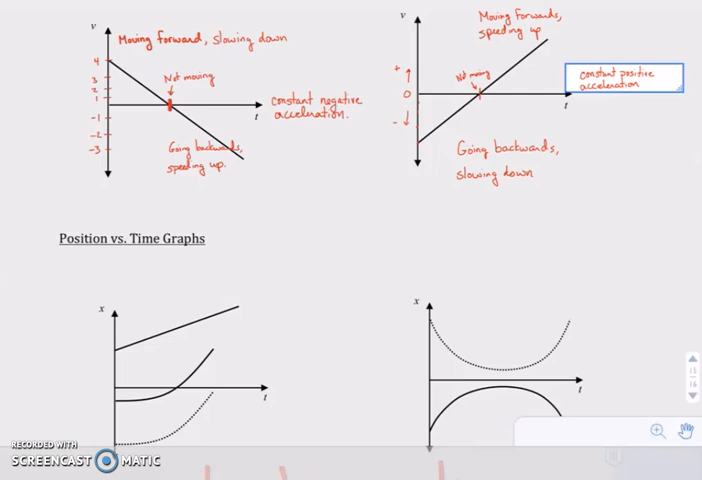 v
Moving forward, slowing down
4
3
2
1
-1
-2
-3
Not moving
t
Constant negative
acceleration.
Going backwards,
speeding up.
v
Moving forwards,
speeding up
+
0
-
Not moving
constant positive
acceleration
t
Going backwards,
slowing down
Position vs. Time Graphs
x
t
x
t
15
16
RECORDED WITH
SCREENCAST MATIC